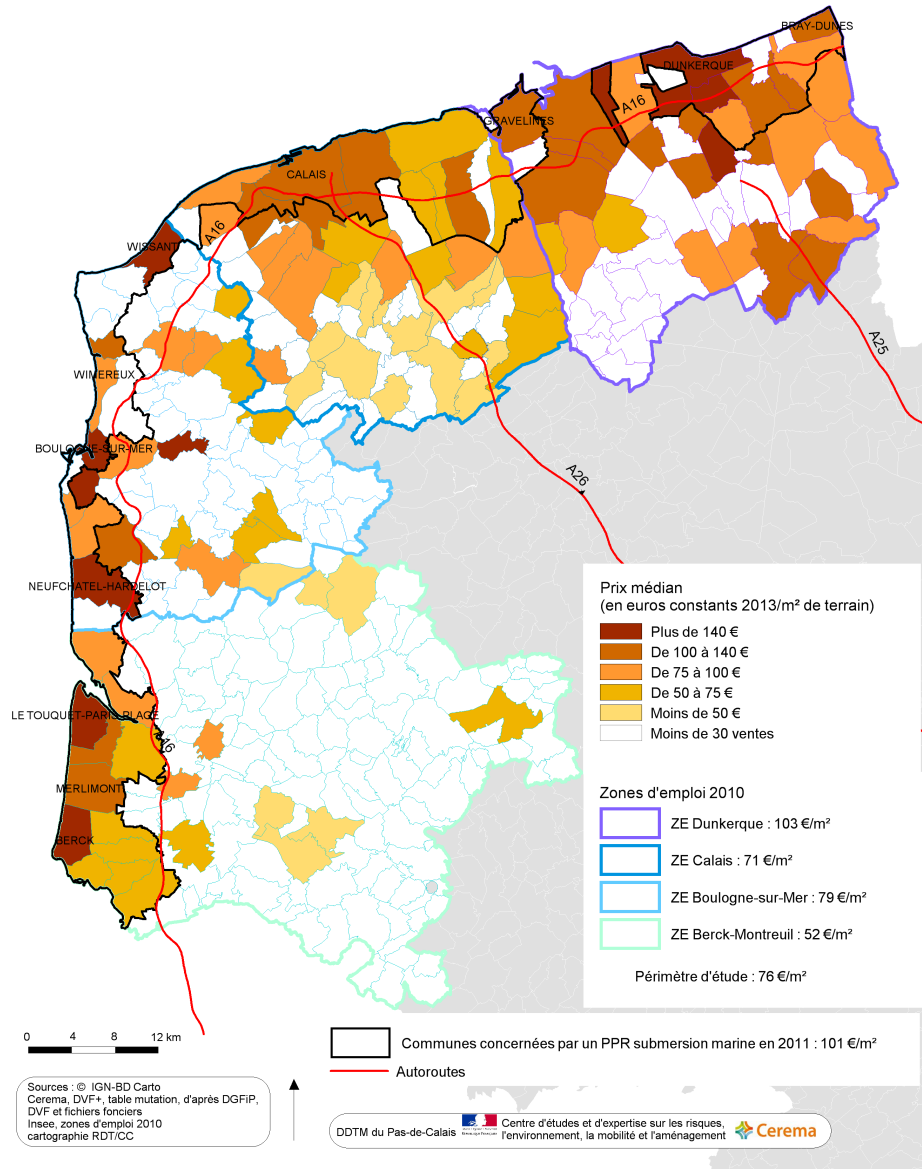 BRAY-DUNES
DUNKERQUE
A16
GRAVELINES
CALAIS
A16
WISSANT
A25
WIMEREUX
BOULOGNE-SUR-MER
A26
NEUFCHATEL-HARDELOT
LE TOUQUET-PARIS-PLAGE
A16
MERLIMONT
BERCK
Prix médian
(en euros constants 2013/m² de terrain)
Plus de 140 €
De 100 à 140 €
De 75 à 100 €
De 50 à 75 €
Moins de 50 €
Moins de 30 ventes
Zones d'emploi 2010
ZE Dunkerque : 103 €/m²
ZE Calais : 71 €/m²
ZE Boulogne-sur-Mer : 79 €/m²
ZE Berck-Montreuil : 52 €/m²
Périmètre d'étude : 76 €/m²
0 4 8 12 km
Communes concernées par un PPR submersion marine en 2011 : 101 €/m²
Autoroutes
Sources : © IGN-BD Carto
Cerema, DVF+, table mutation, d'après DGFiP,
DVF et fichiers fonciers
Insee, zones d'emploi 2010
cartographie RDT/CC
DDTM du Pas-de-Calais
Centre d'études et d'expertise sur les risques,
l'environnement, la mobilité et l'aménagement
Cerema